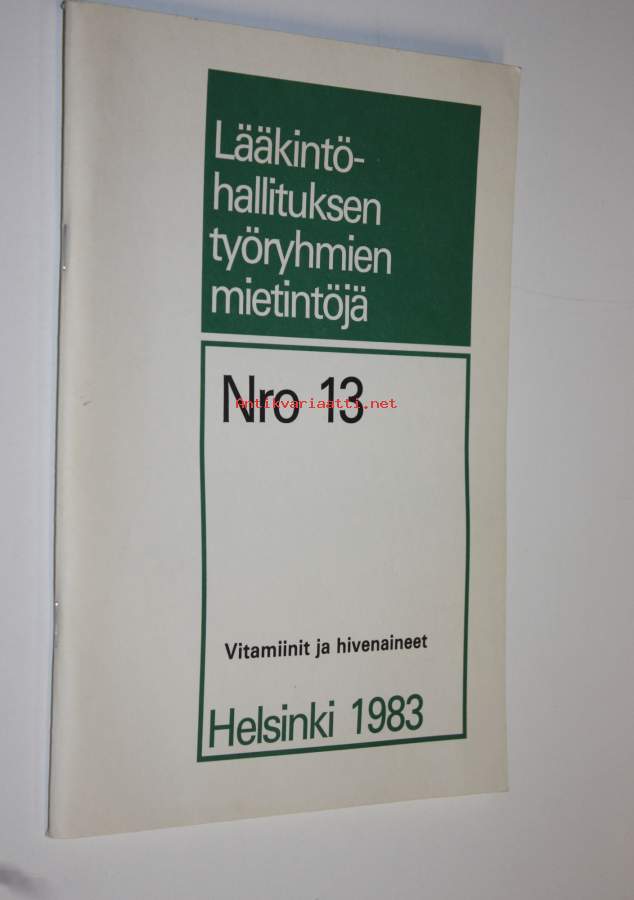 Lääkintö-
hallituksen
työryhmien
mietintöjä
Nro 13
Antikvariaatti.net
Vitamiinit ja hivenaineet
Helsinki 1983